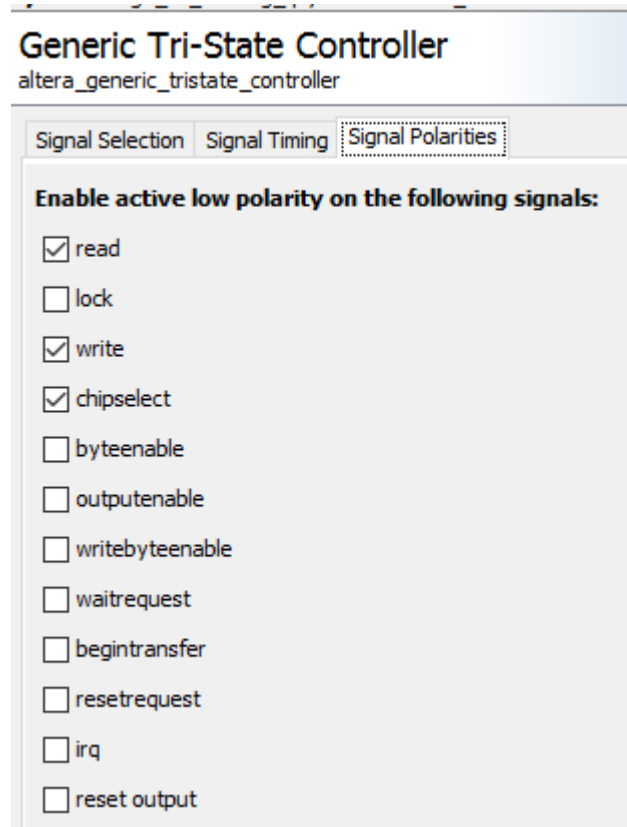 Generic Tri-State Controller
altera_generic_tristate_controller
Signal Selection Signal Timing Signal Polarities
Enable active low polarity on the following signals:
read
lock
write
chipselect
byteenable
outputenable
writebyteenable
waitrequest
begintransfer
resetrequest
irq
reset output